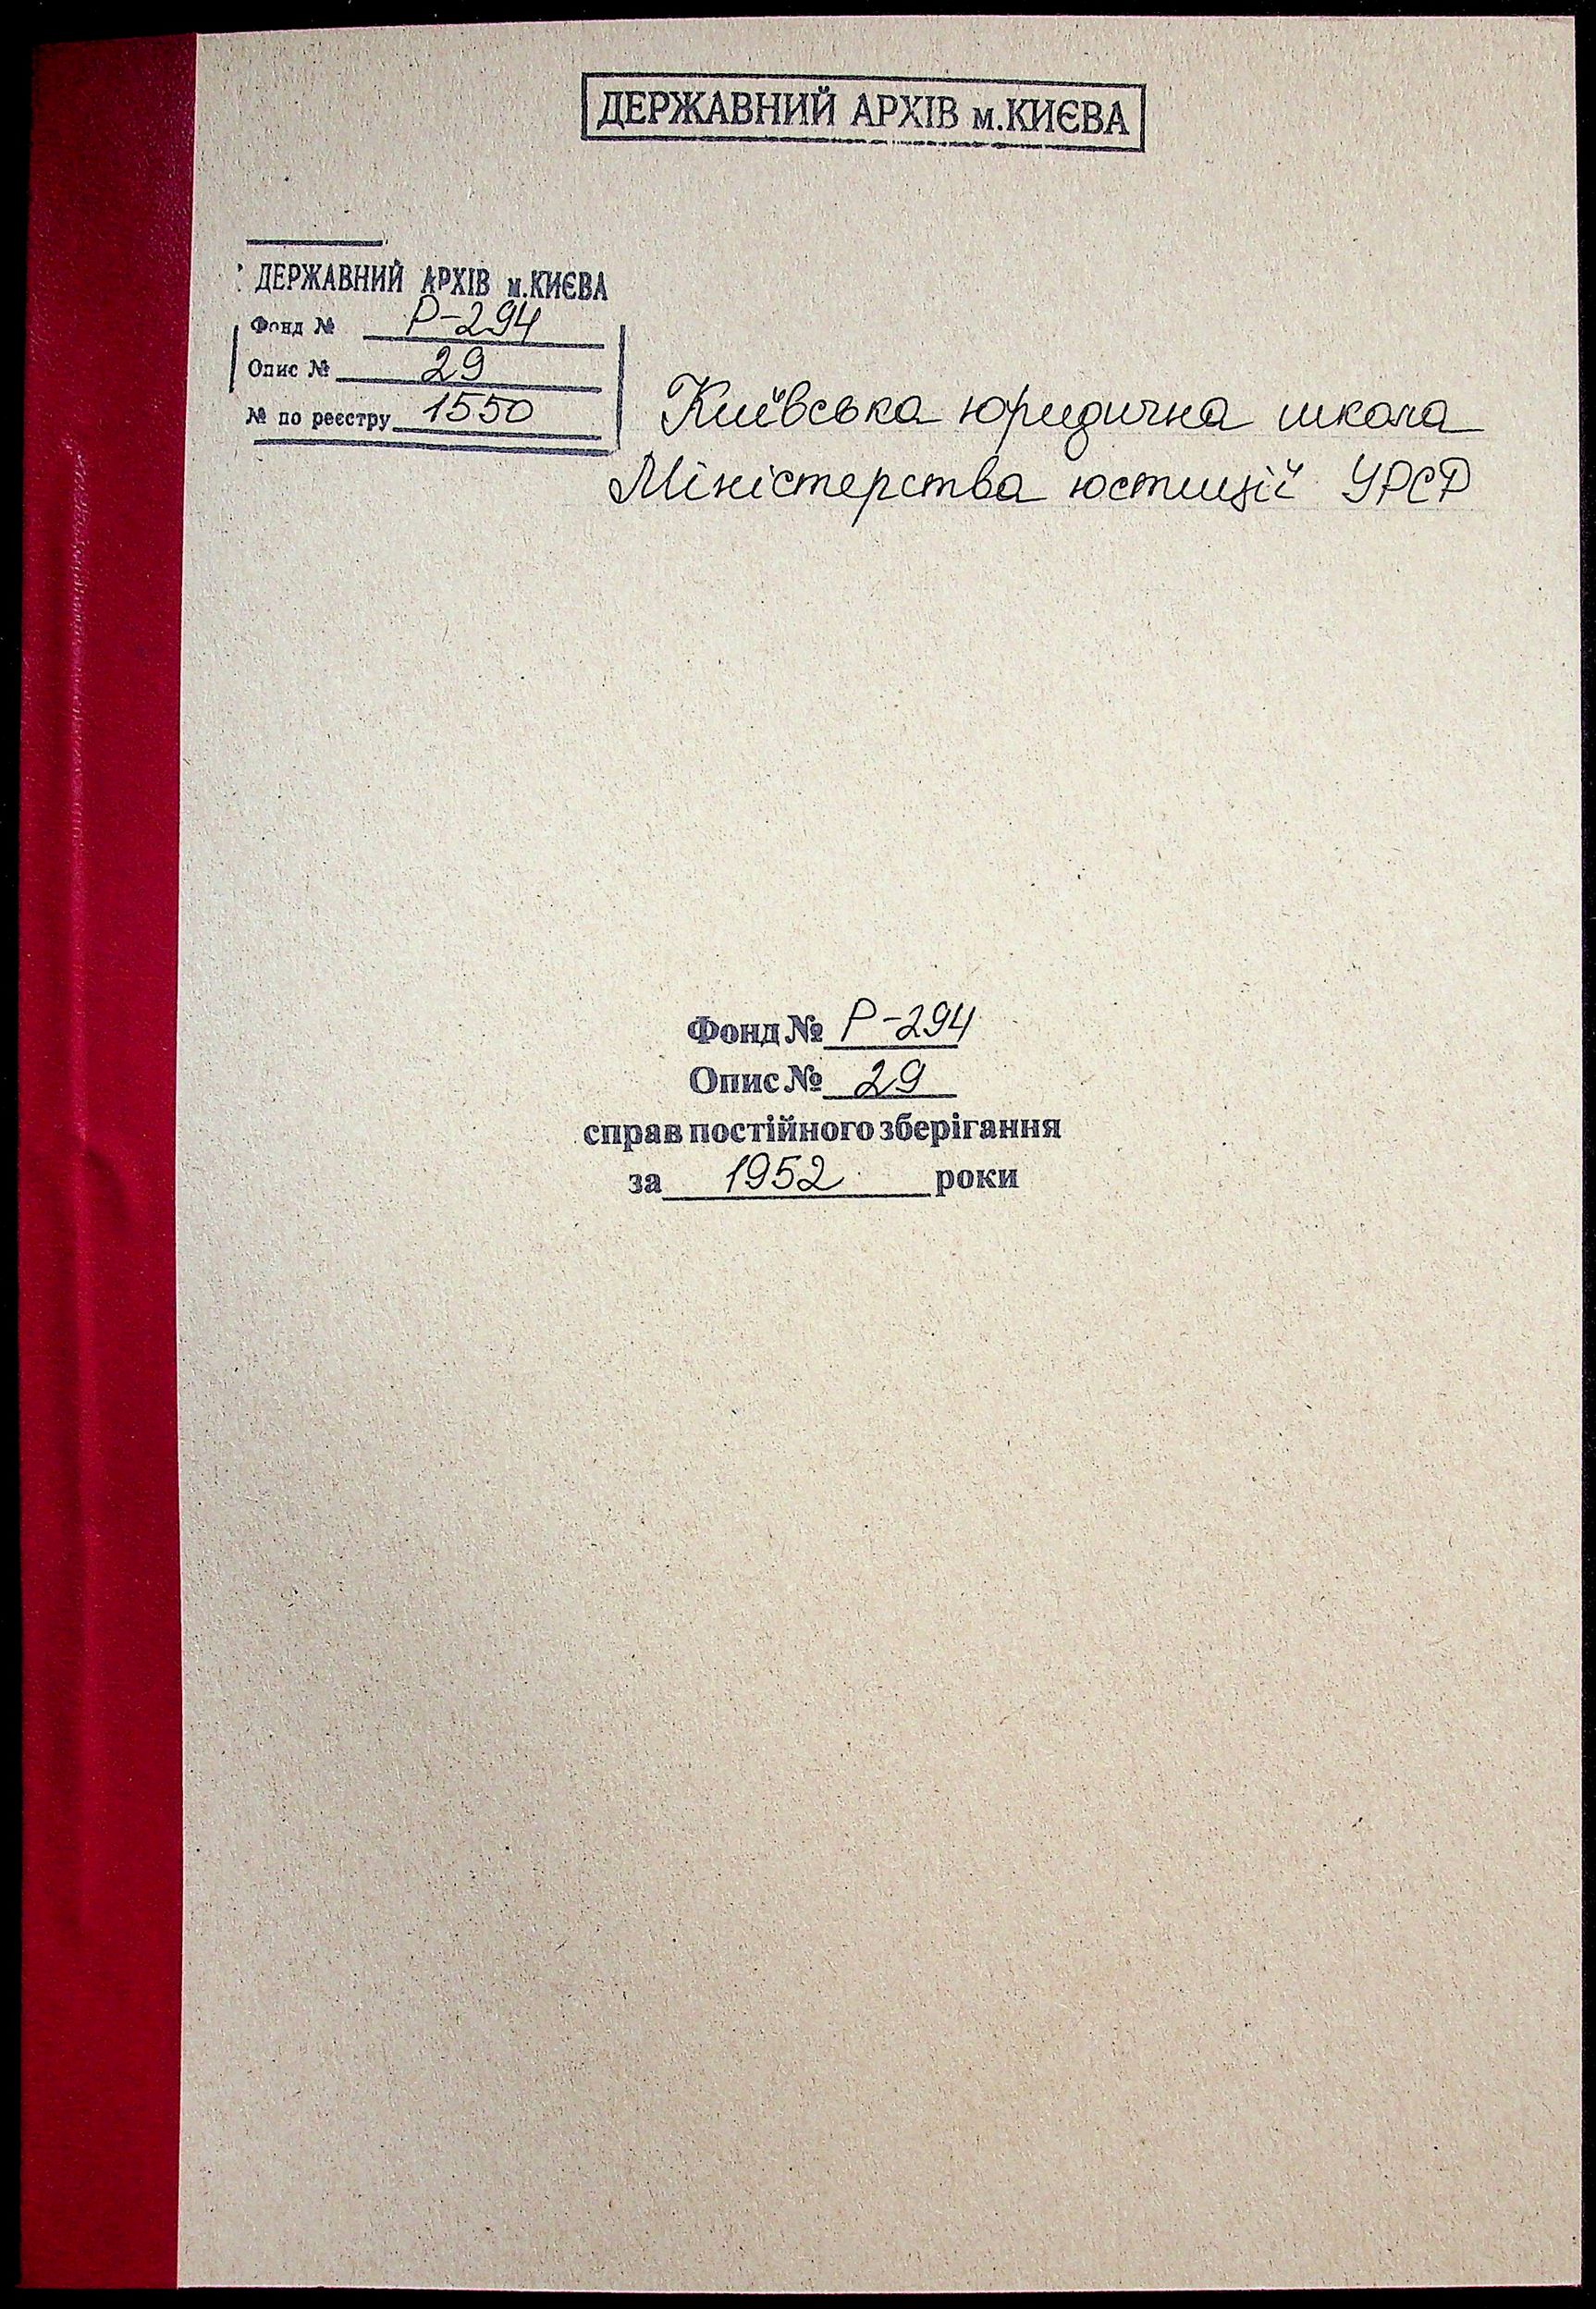 ДЕРЖАВНИЙ АРХІВ м.КИЄВА
ДЕРЖАВНИЙ АРХІВ м.КИЄВА
Фонд № Р-294
Опис № 29
№ по реєстру 1550
Київська юридична школа
Міністерства юстиції УРСР
Фонд № Р-294
Опис № 29
справ постійного зберігання
за 1952 роки